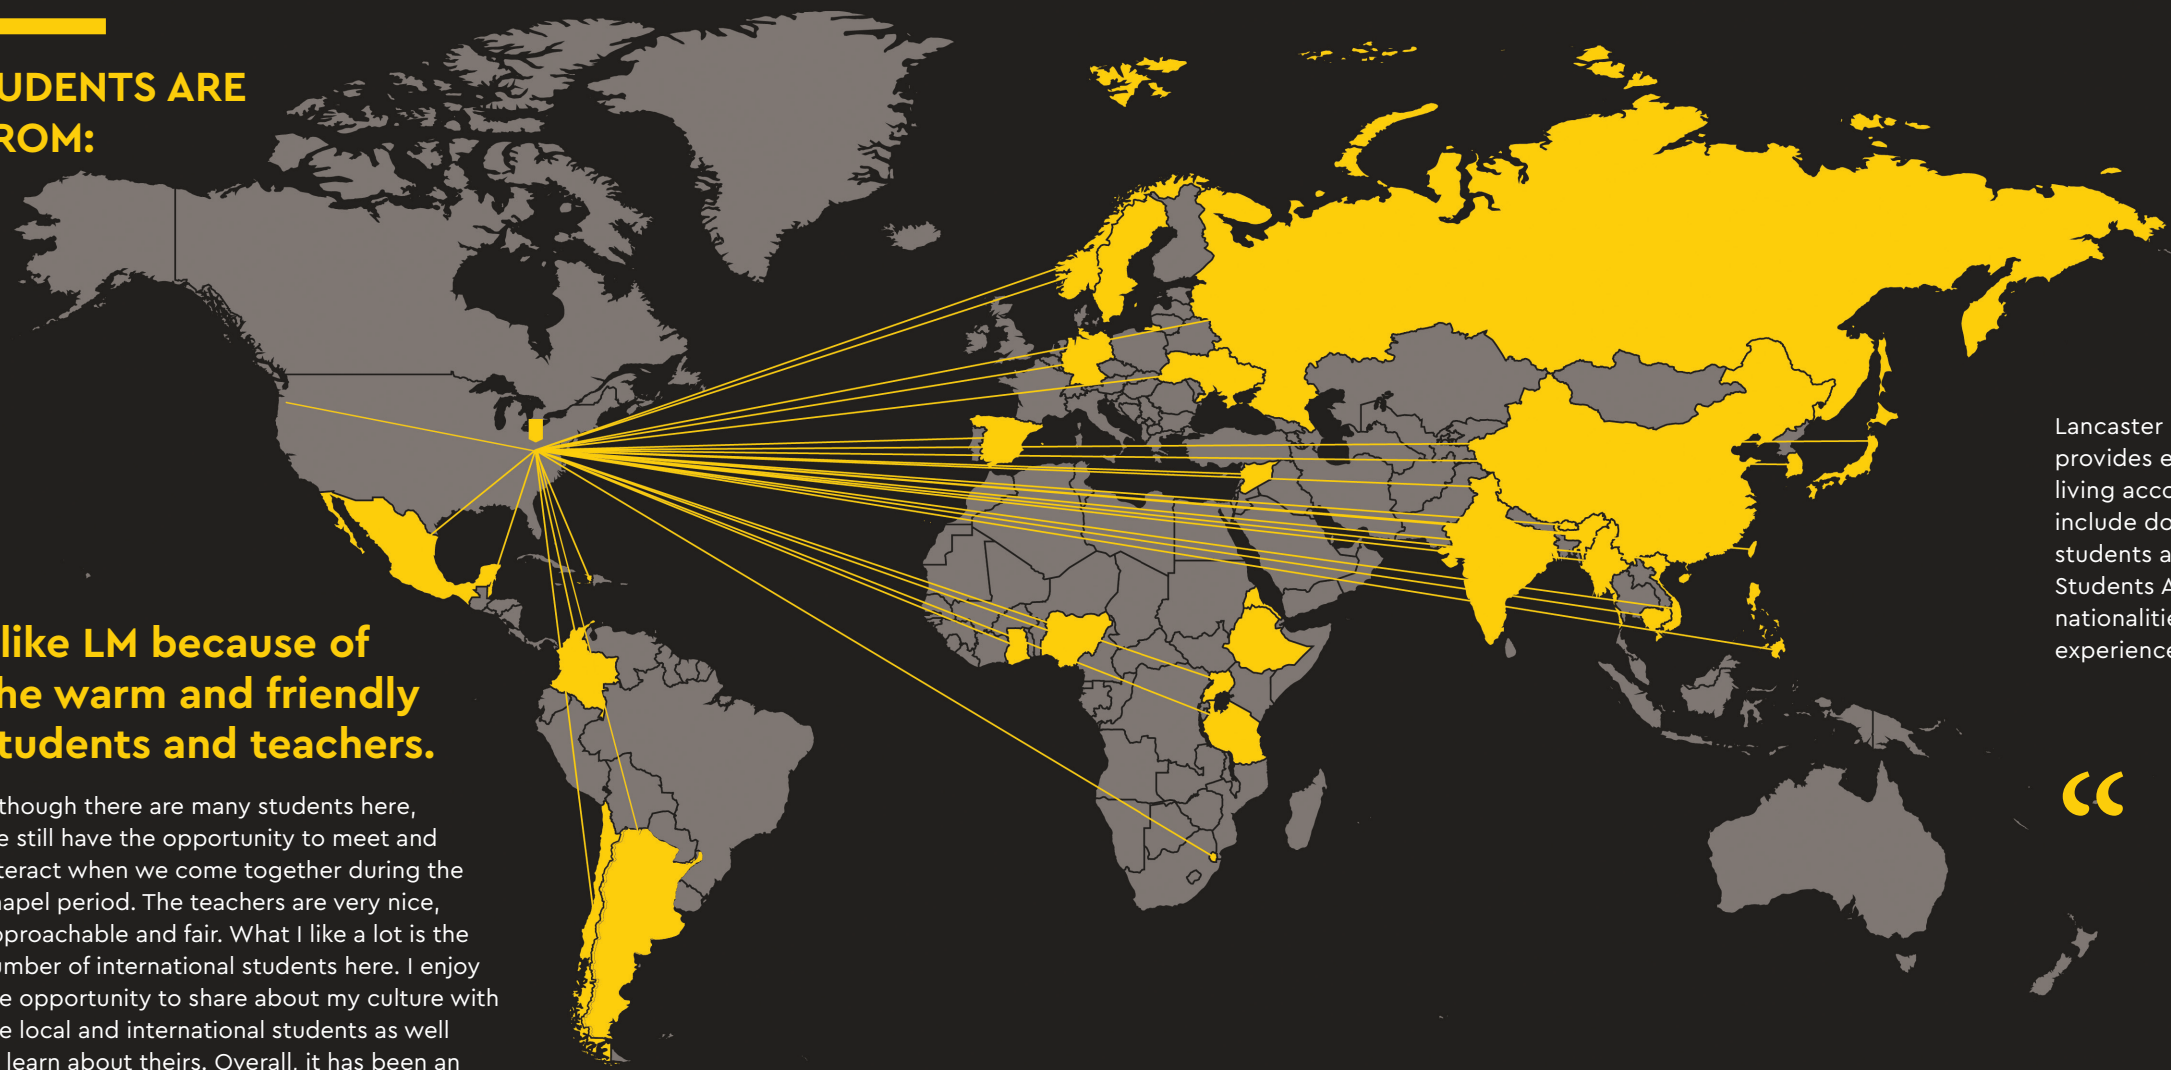 UDENTS ARE
ROM:
like LM because of
he warm and friendly
tudents and teachers.
though there are many students here,
e still have the opportunity to meet and
teract when we come together during the
hapel period. The teachers are very nice,
pproachable and fair. What I like a lot is the
umber of international students here. I enjoy
e opportunity to share about my culture with
e local and international students as well
learn about theirs. Overall, it has been an
Lancaster
provides e
living acco
include do
students a
Students A
nationalitie
experience
“